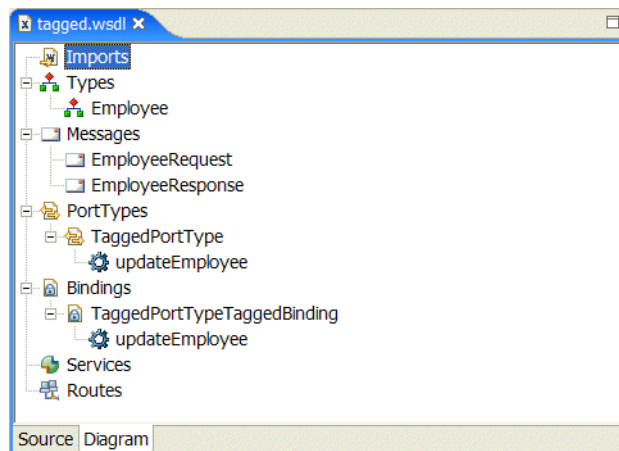 tagged.wsdl
Imports
Types
Employee
Messages
EmployeeRequest
EmployeeResponse
PortTypes
TaggedPortType
updateEmployee
Bindings
TaggedPortTypeTaggedBinding
updateEmployee
Services
Routes
Source Diagram